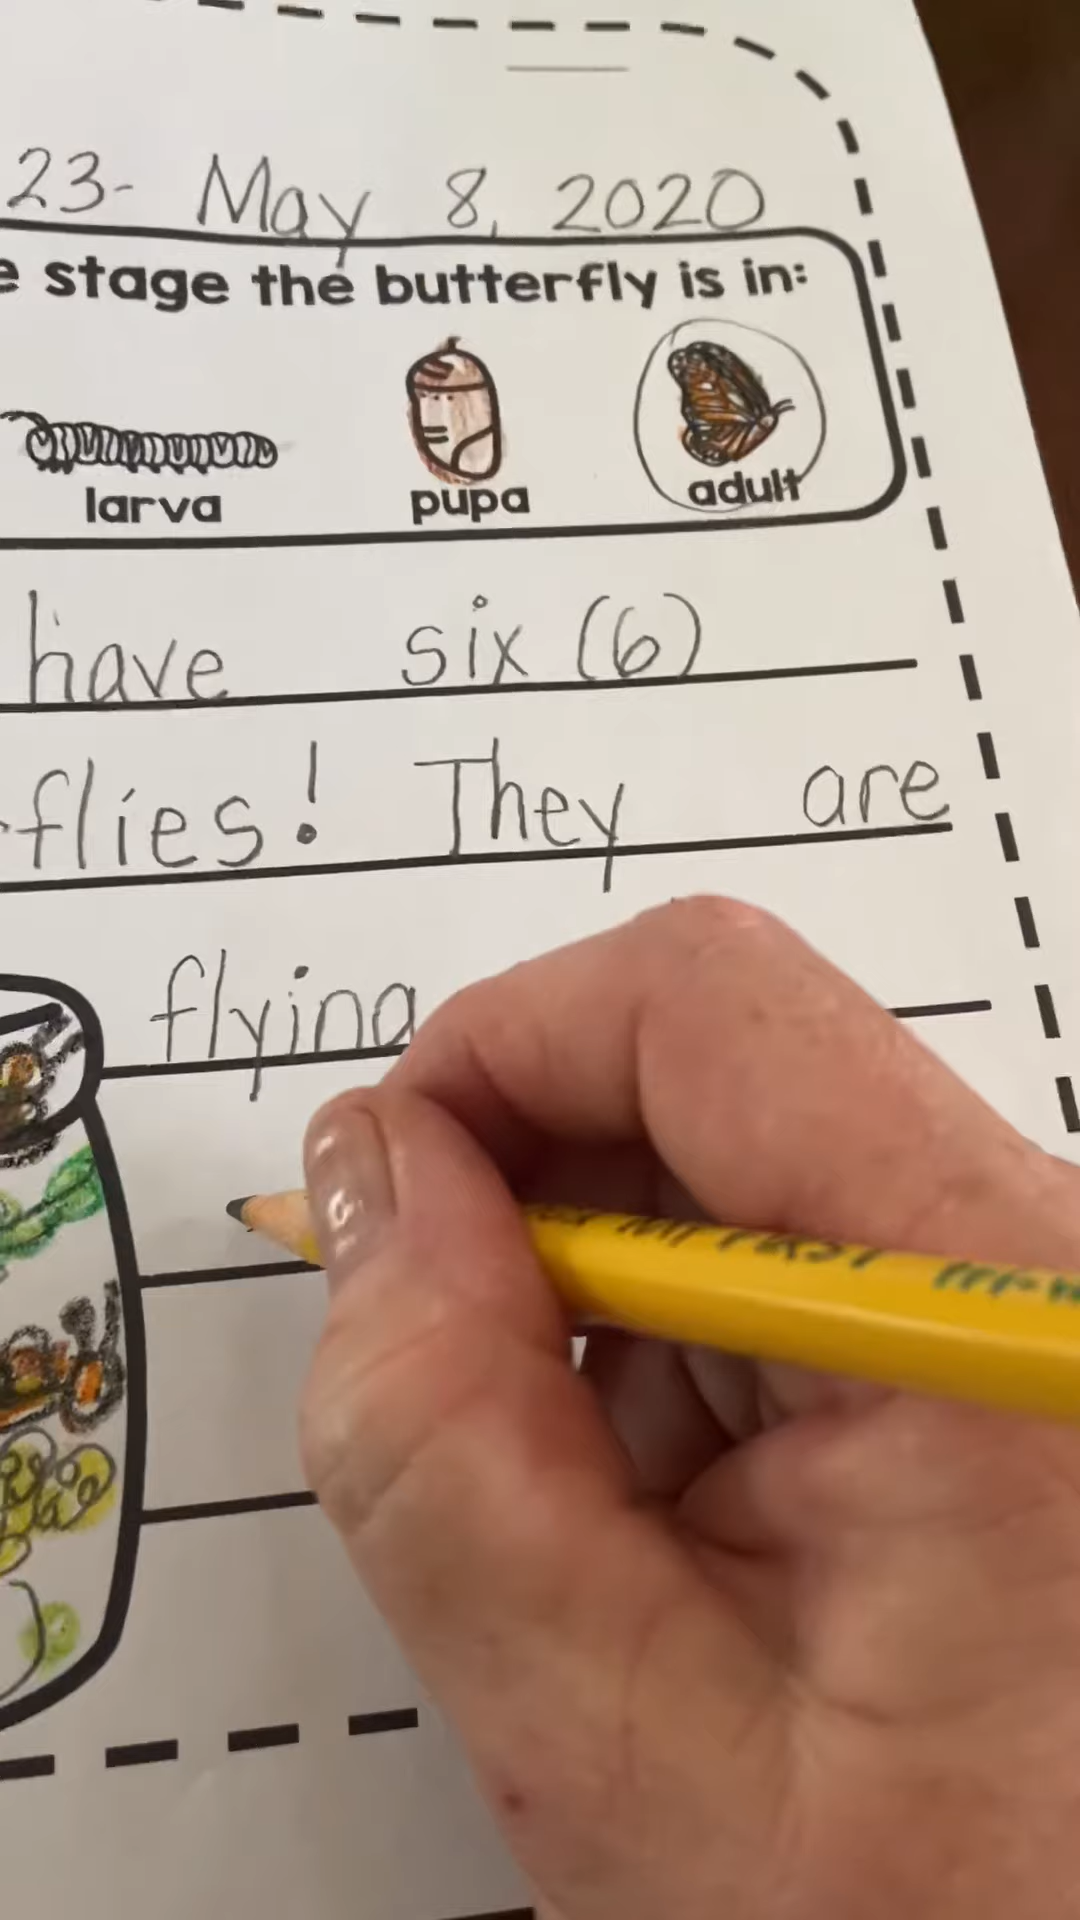 23- May 8, 2020
stage the butterfly is in:
larva pupa adult
have six (6)
flies! They are
flying